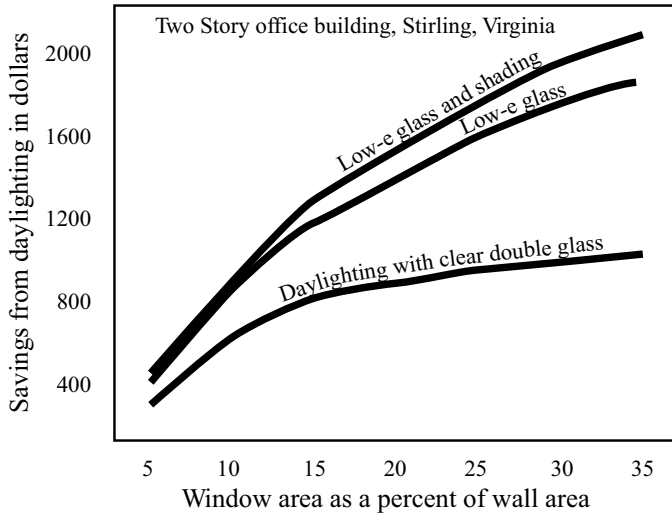 Two Story office building, Stirling, Virginia
Savings from daylighting in dollars
2000
1600
1200
800
400
Low-e glass and shading
Low-e glass
Daylighting with clear double glass
5 10 15 20 25 30 35
Window area as a percent of wall area